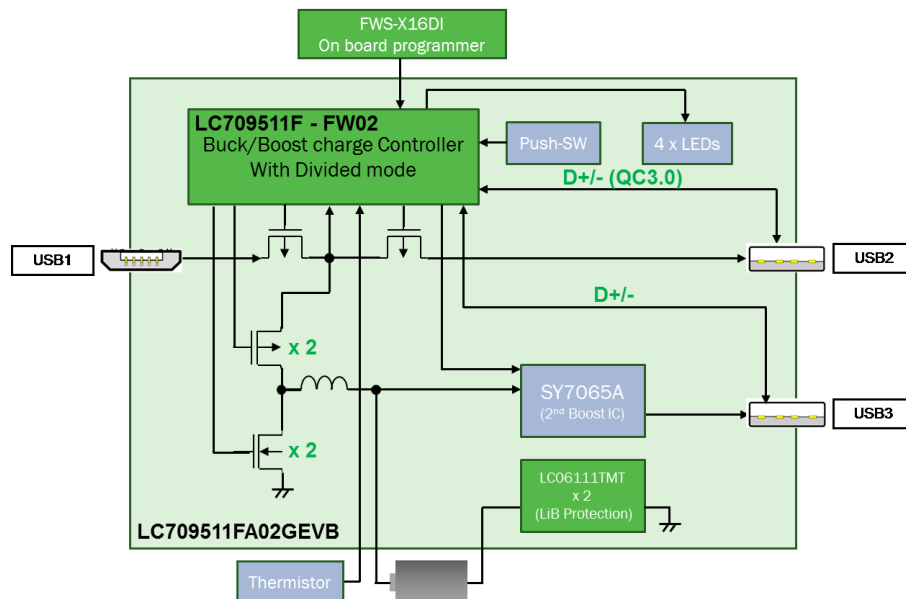 FWS-X16DI
On board programmer
LC709511F - FW02
Buck/Boost charge Controller
With Divided mode
Push-SW
4 x LEDs
D+/- (QC3.0)
USB1
USB2
D+/-
x 2
SY7065A
(2nd Boost IC)
USB3
x 2
LC06111TMT
x 2
(LiB Protection)
LC709511FA02GEVB
Thermistor